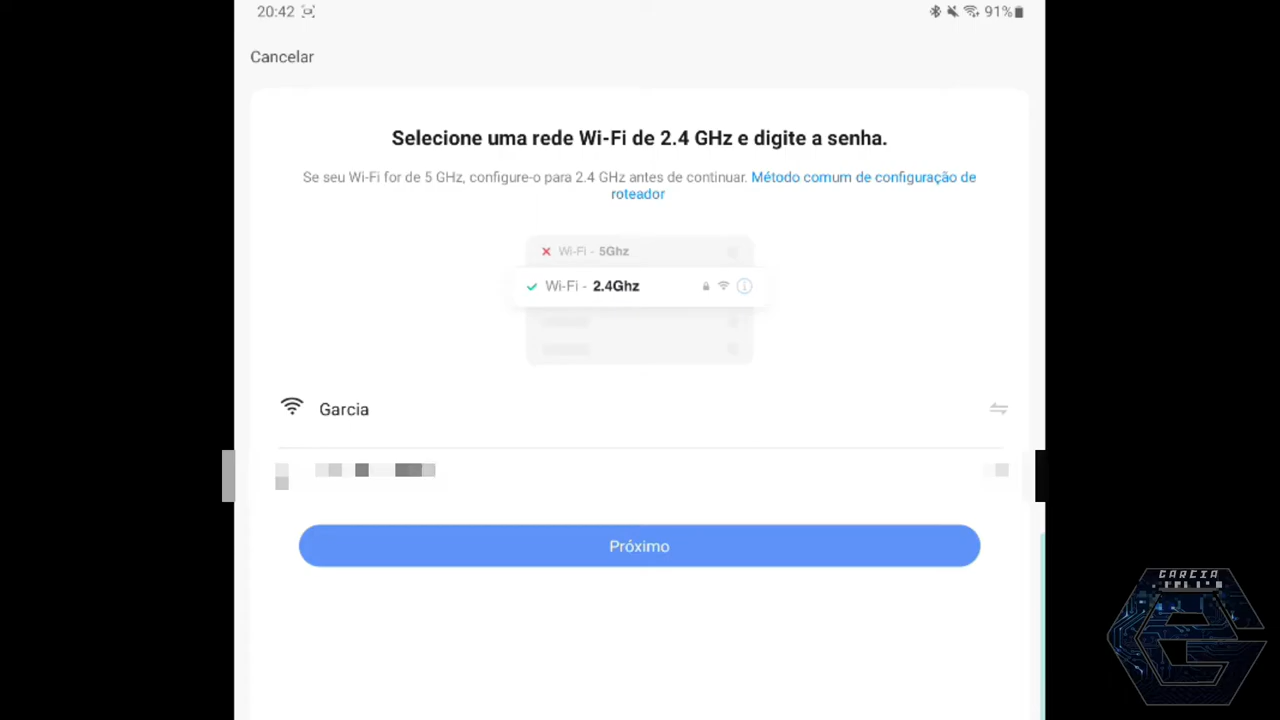 20:42
91%
Cancelar
Selecione uma rede Wi-Fi de 2.4 GHz e digite a senha.
Se seu Wi-Fi for de 5 GHz, configure-o para 2.4 GHz antes de continuar. Método comum de configuração de
roteador
Wi-Fi - 5Ghz
Wi-Fi - 2.4Ghz
Garcia
Próximo
GARCIA